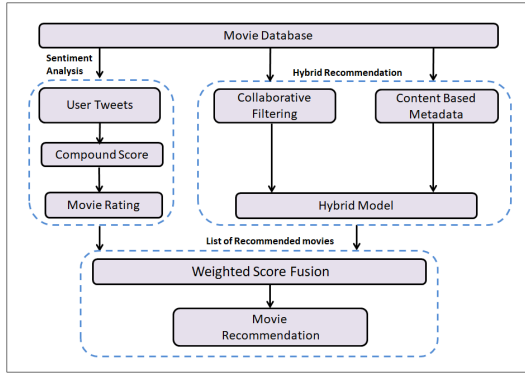 Movie Database
Sentiment
Analysis
Hybrid Recommendation
User Tweets
Collaborative
Filtering
Content Based
Metadata
Compound Score
Movie Rating
Hybrid Model
List of Recommended movies
Weighted Score Fusion
Movie
Recommendation